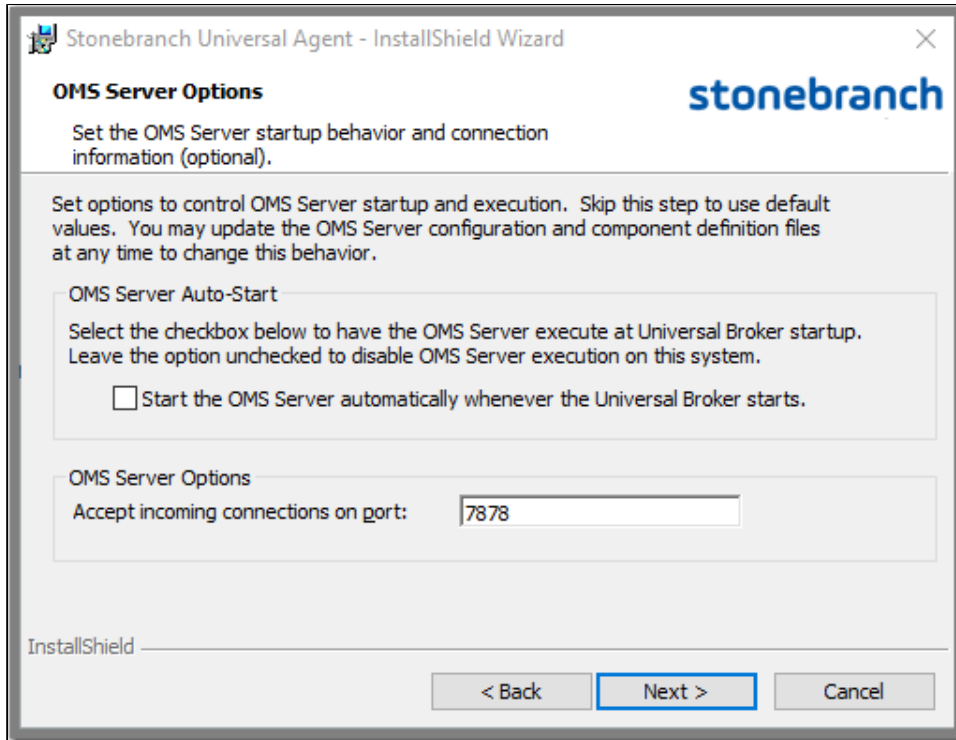 Stonebranch Universal Agent - InstallShield Wizard
OMS Server Options
stonebranch
Set the OMS Server startup behavior and connection
information (optional).
Set options to control OMS Server startup and execution.  Skip this step to use default
values.  You may update the OMS Server configuration and component definition files
at any time to change this behavior.
OMS Server Auto-Start
Select the checkbox below to have the OMS Server execute at Universal Broker startup.
Leave the option unchecked to disable OMS Server execution on this system.
Start the OMS Server automatically whenever the Universal Broker starts.
OMS Server Options
Accept incoming connections on port: 7878
InstallShield
< Back Next > Cancel